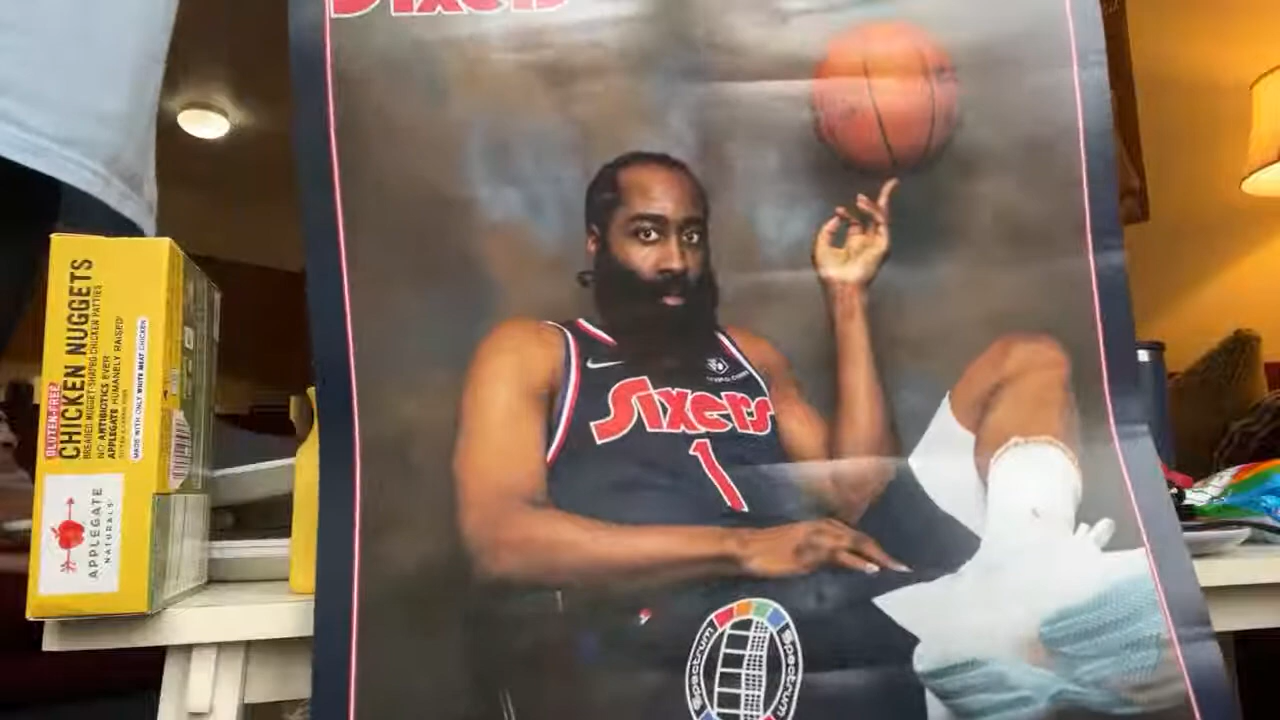 Sixers
GLUTEN-FREE
CHICKEN NUGGETS
BREADED NUGGET-SHAPED CHICKEN PATTIES
NO ANTIBIOTICS EVER
APPLEGATE HUMANELY RAISED
MADE WITH ONLY WHITE MEAT CHICKEN
APPLEGATE
NATURALS
Sixers
1
Spectrum
Spectrum